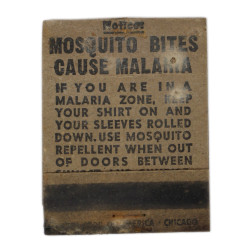 Notice!
MOSQUITO BITES
CAUSE MALARIA
IF YOU ARE IN A
MALARIA ZONE, KEEP
YOUR SHIRT ON AND
YOUR SLEEVES ROLLED
DOWN. USE MOSQUITO
REPELLENT WHEN OUT
OF DOORS BETWEEN
CHICAGO